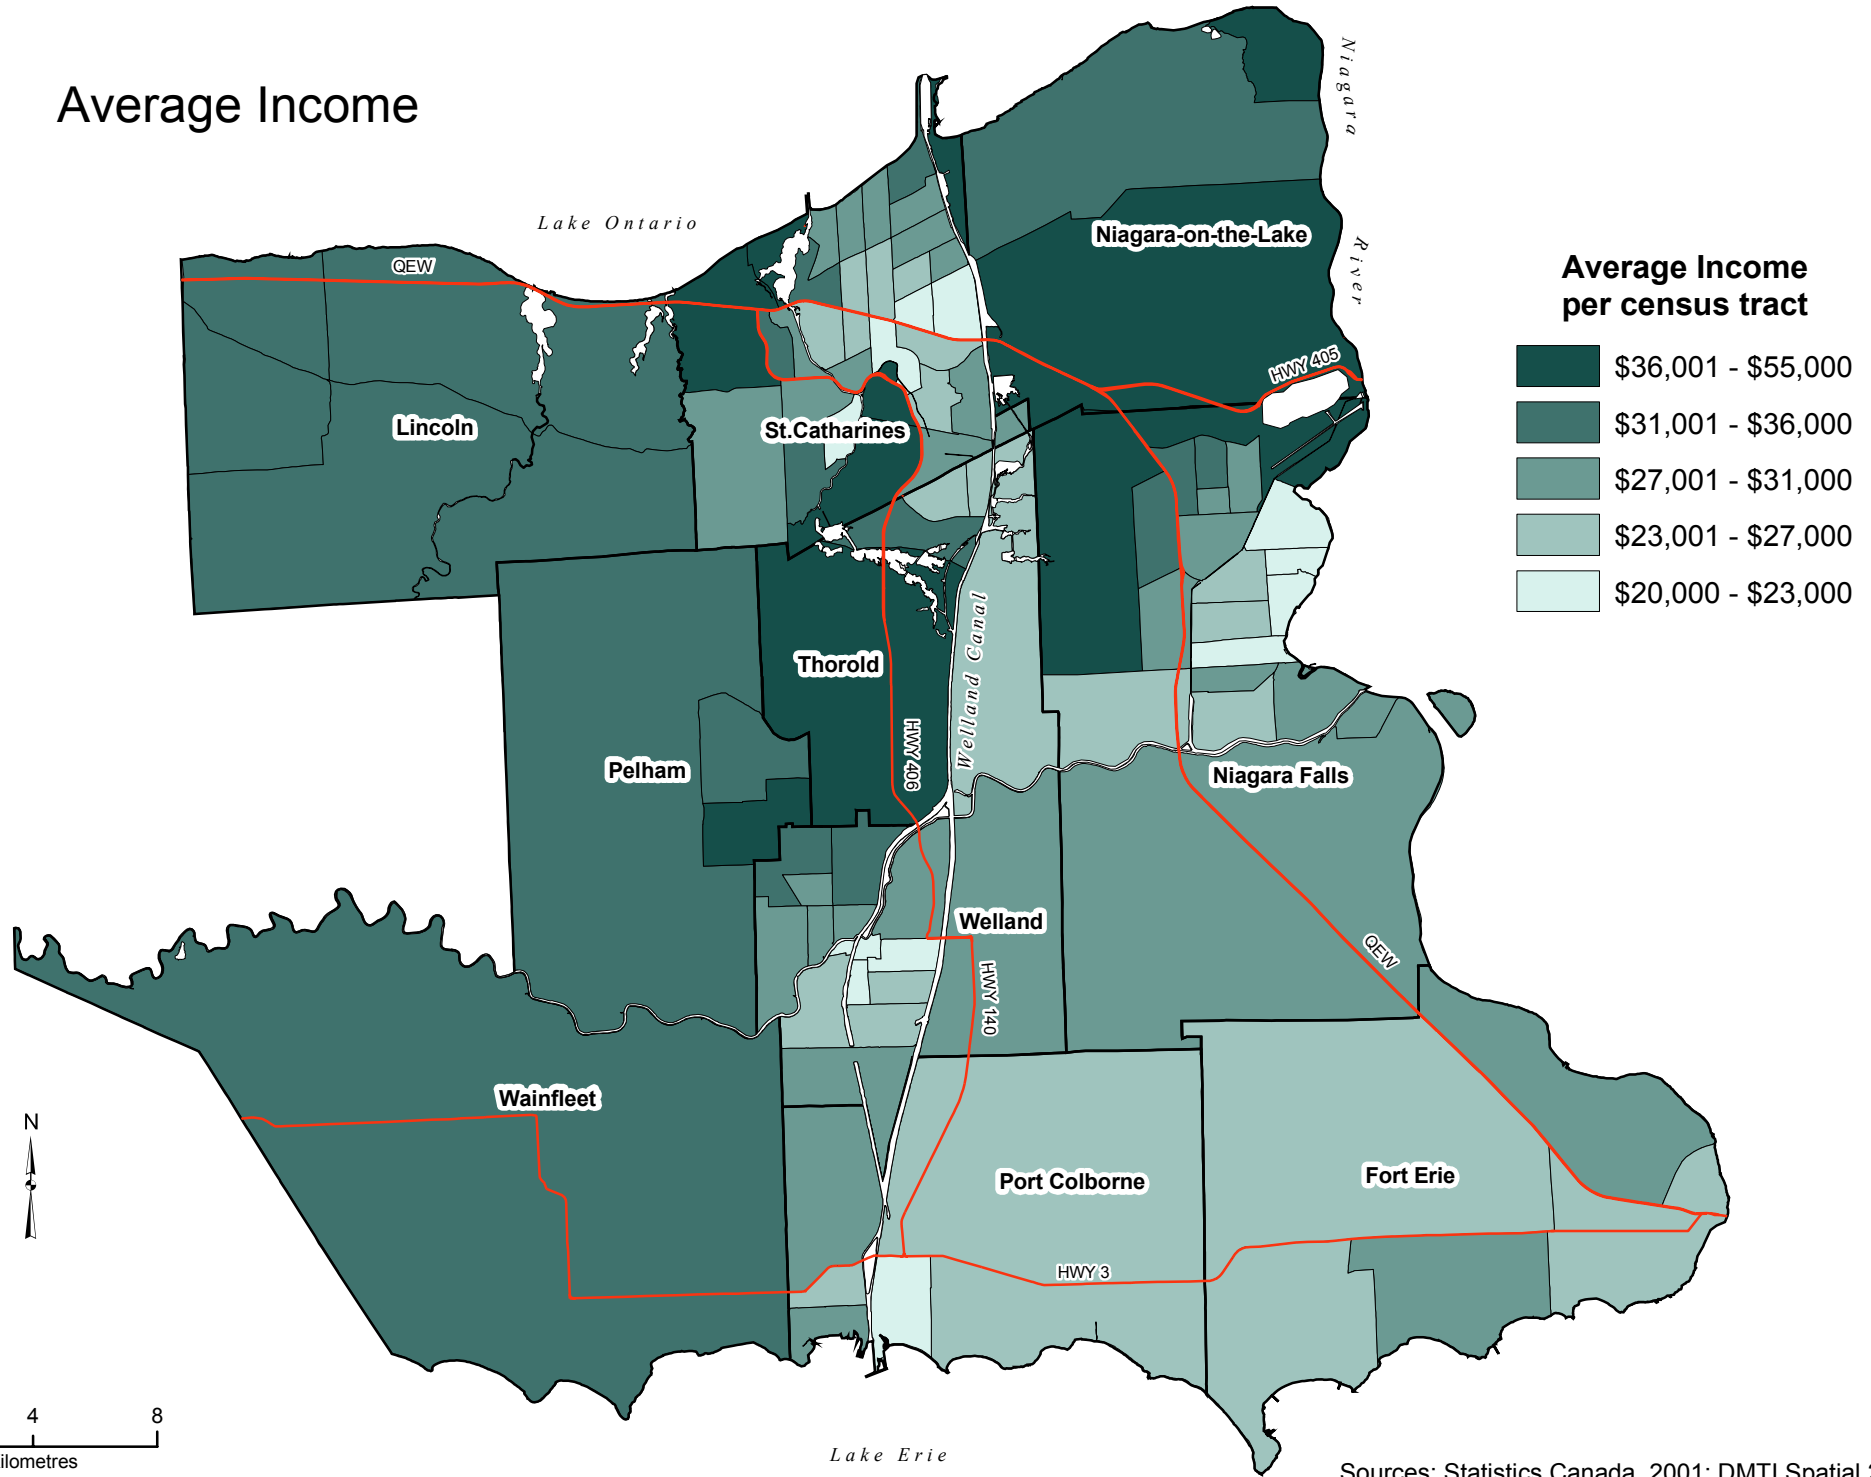 Average Income
Niagara
River
Lake Ontario
QEW
Niagara-on-the-Lake
HWY 405
Lincoln
St.Catharines
Average Income
per census tract
$36,001 - $55,000
$31,001 - $36,000
$27,001 - $31,000
$23,001 - $27,000
$20,000 - $23,000
Welland Canal
Thorold
HWY 406
Pelham
Niagara Falls
Welland
QEW
HWY 140
Wainfleet
N
Port Colborne
Fort Erie
HWY 3
4 8
Lake Erie
Sources: Statistics Canada, 2001; DMTI Spatial